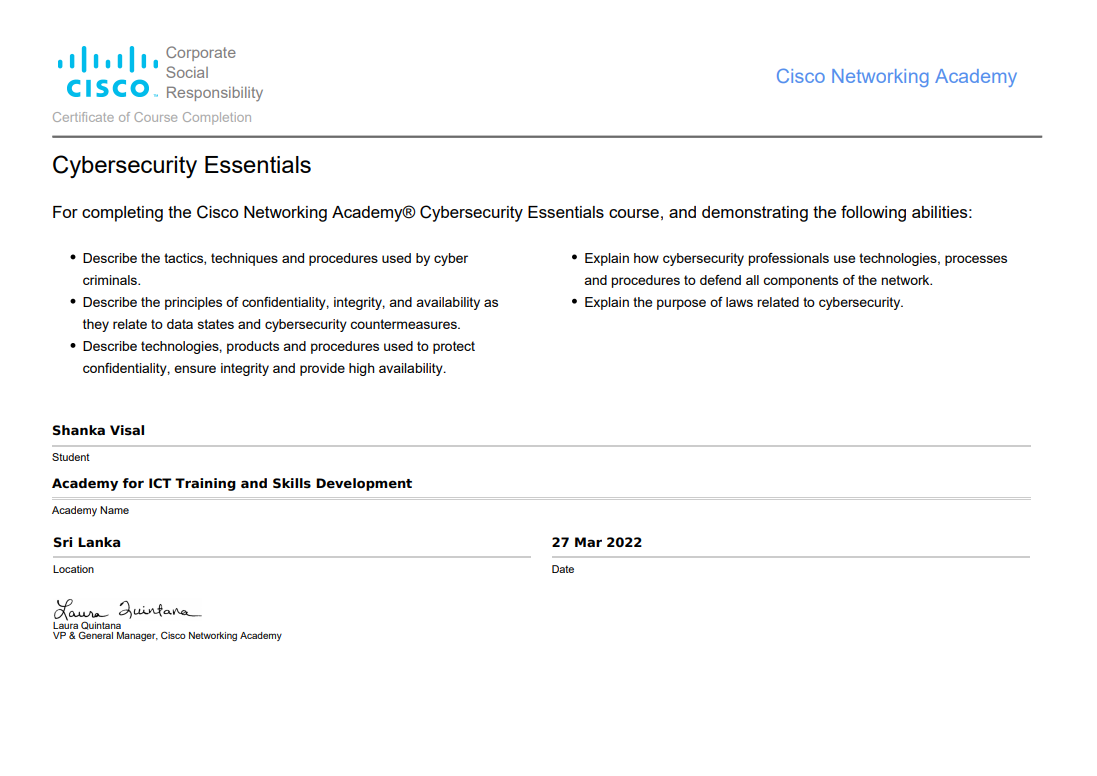 Corporate
Social
Responsibility
CISCO
Cisco Networking Academy
Certificate of Course Completion
Cybersecurity Essentials
For completing the Cisco Networking Academy® Cybersecurity Essentials course, and demonstrating the following abilities:
• Describe the tactics, techniques and procedures used by cyber
criminals.
• Describe the principles of confidentiality, integrity, and availability as
they relate to data states and cybersecurity countermeasures.
• Describe technologies, products and procedures used to protect
confidentiality, ensure integrity and provide high availability.
• Explain how cybersecurity professionals use technologies, processes
and procedures to defend all components of the network.
• Explain the purpose of laws related to cybersecurity.
Shanka Visal
Student
Academy for ICT Training and Skills Development
Academy Name
Sri Lanka
Location
27 Mar 2022
Date
Laura Quintana
Laura Quintana
VP & General Manager, Cisco Networking Academy